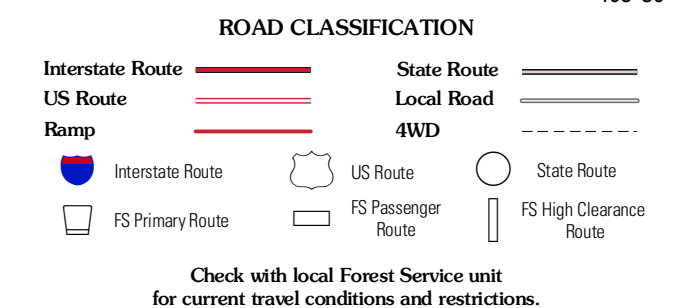 ROAD CLASSIFICATION
Interstate Route
State Route
US Route
Local Road
Ramp
4WD
Interstate Route
US Route
State Route
FS Primary Route
FS Passenger
Route
FS High Clearance
Route
Check with local Forest Service unit
for current travel conditions and restrictions.